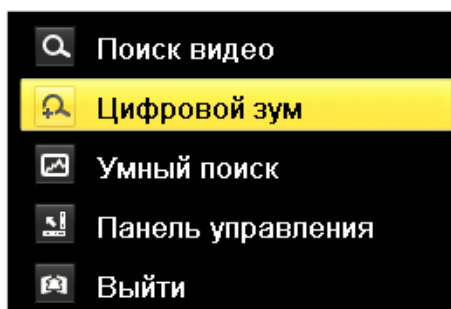 Поиск видео
Цифровой зум
Умный поиск
Панель управления
Выйти